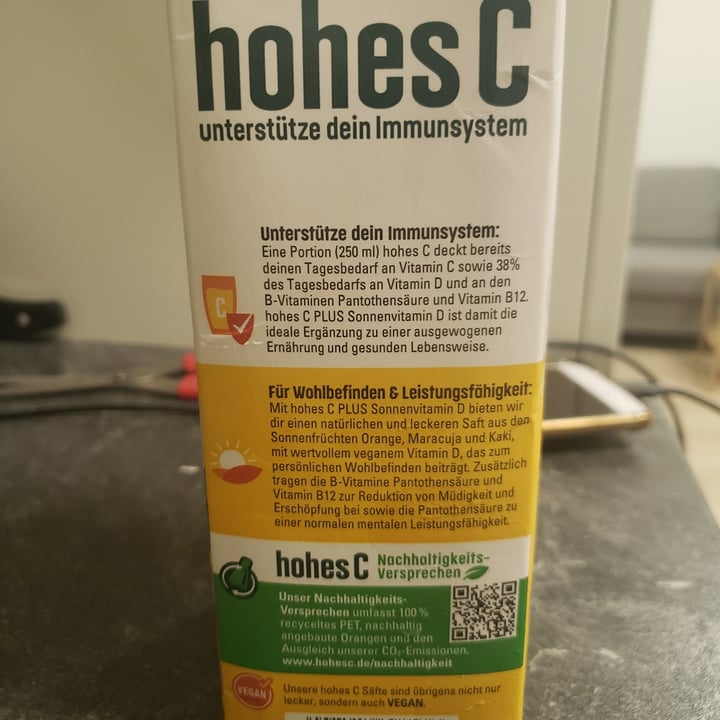 hohes C
unterstütze dein Immunsystem
Unterstütze dein Immunsystem:
Eine Portion (250 ml) hohes C deckt bereits
deinen Tagesbedarf an Vitamin C sowie 38%
des Tagesbedarfs an Vitamin D und an den
B-Vitaminen Pantothensäure und Vitamin B12.
hohes C PLUS Sonnenvitamin D ist damit die
ideale Ergänzung zu einer ausgewogenen
Ernährung und gesunden Lebensweise.
C
Für Wohlbefinden & Leistungsfähigkeit:
Mit hohes C PLUS Sonnenvitamin D bieten wir
dir einen natürlichen und leckeren Saft aus den
Sonnenfrüchten Orange, Maracuja und Kaki,
mit wertvollem veganem Vitamin D, das zum
persönlichen Wohlbefinden beiträgt. Zusätzlich
tragen die B-Vitamine Pantothensäure und
Vitamin B12 zur Reduktion von Müdigkeit und
Erschöpfung bei sowie die Pantothensäure zu
einer normalen mentalen Leistungsfähigkeit.
hohes C Nachhaltigkeits-
Versprechen
Unser Nachhaltigkeits-
Versprechen umfasst 100%
recyceltes PET, nachhaltig
angebaute Orangen und den
Ausgleich unserer CO₂-Emissionen.
www.hohesc.de/nachhaltigkeit
VEGAN
Unsere hohes C Säfte sind übrigens nicht nur
lecker, sondern auch VEGAN.